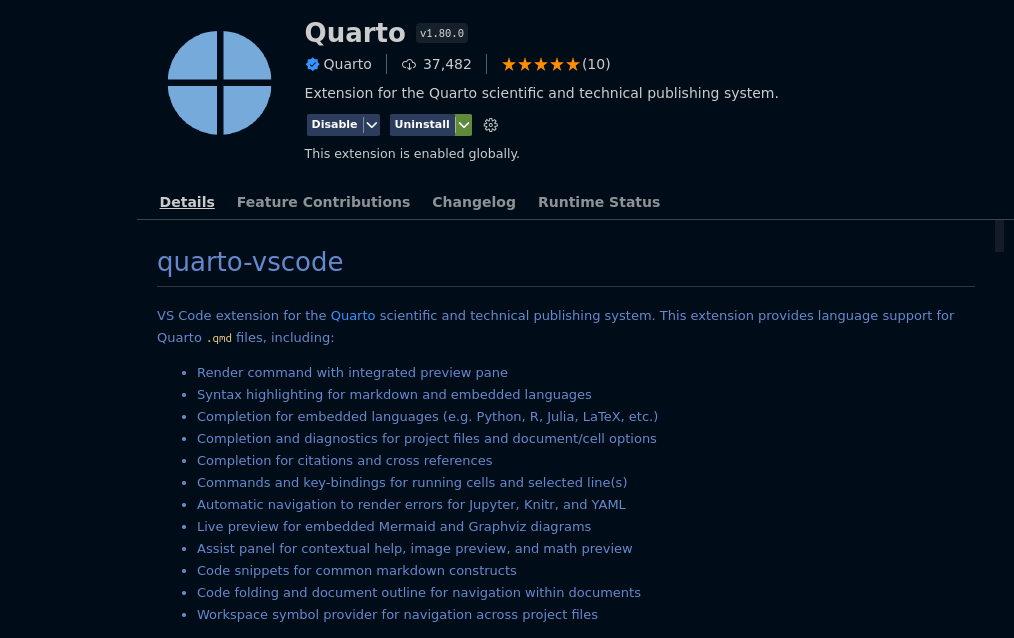 Quarto v1.80.0
Quarto 37,482 ★★★★★(10)
Extension for the Quarto scientific and technical publishing system.
Disable Uninstall
This extension is enabled globally.
Details Feature Contributions Changelog Runtime Status
quarto-vscode
VS Code extension for the Quarto scientific and technical publishing system. This extension provides language support for
Quarto .qmd files, including:
• Render command with integrated preview pane
• Syntax highlighting for markdown and embedded languages
• Completion for embedded languages (e.g. Python, R, Julia, LaTeX, etc.)
• Completion and diagnostics for project files and document/cell options
• Completion for citations and cross references
• Commands and key-bindings for running cells and selected line(s)
• Automatic navigation to render errors for Jupyter, Knitr, and YAML
• Live preview for embedded Mermaid and Graphviz diagrams
• Assist panel for contextual help, image preview, and math preview
• Code snippets for common markdown constructs
• Code folding and document outline for navigation within documents
• Workspace symbol provider for navigation across project files